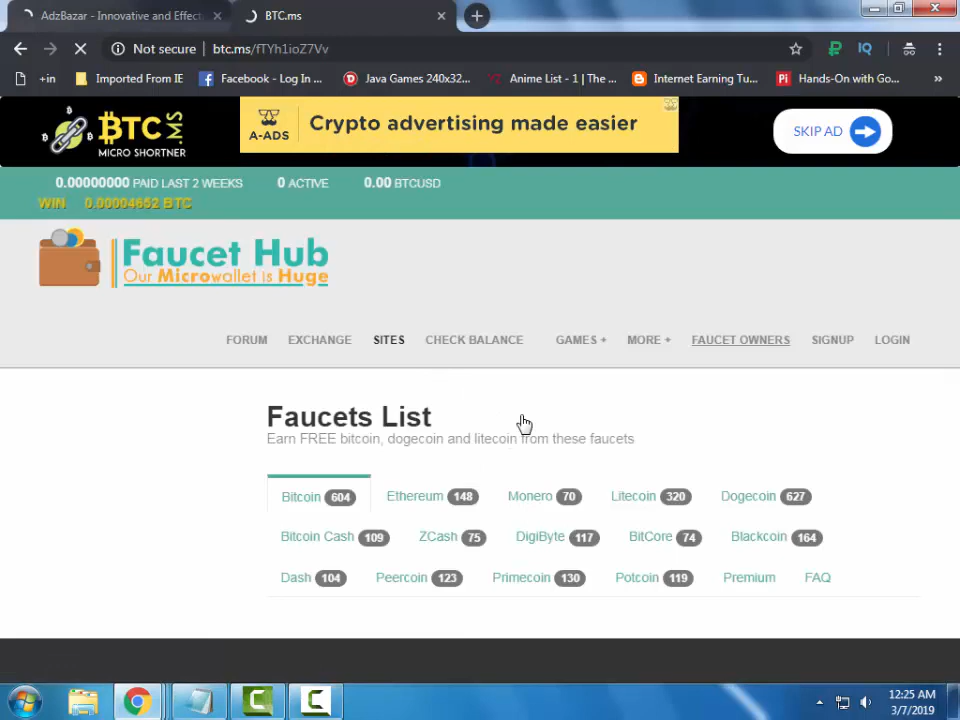 AdzBazar - Innovative and Effect
BTC.ms
Not secure
btc.ms/fTYh1ioZ7Vv
IQ
+in
Imported From IE
Facebook - Log In ...
Java Games 240x32...
Anime List - 1 | The ...
Internet Earning Tu...
Pi
Hands-On with Go...
»
BTC.MS
MICRO SHORTNER
A-ADS
Crypto advertising made easier
SKIP AD
0.00000000 PAID LAST 2 WEEKS
0 ACTIVE
0.00 BTCUSD
WIN 0.00004652 BTC
Faucet Hub
Our Microwallet is Huge
FORUM
EXCHANGE
SITES
CHECK BALANCE
GAMES +
MORE +
FAUCET OWNERS
SIGNUP
LOGIN
Faucets List
Earn FREE bitcoin, dogecoin and litecoin from these faucets
Bitcoin 604
Ethereum 148
Monero 70
Litecoin 320
Dogecoin 627
Bitcoin Cash 109
ZCash 75
DigiByte 117
BitCore 74
Blackcoin 164
Dash 104
Peercoin 123
Primecoin 130
Potcoin 119
Premium
FAQ
12:25 AM
3/7/2019